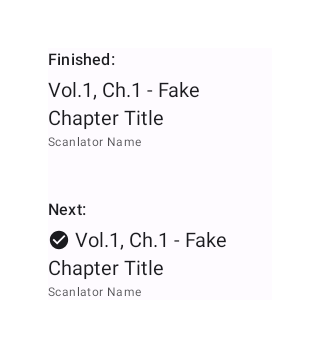 Finished:
Vol.1, Ch.1 - Fake
Chapter Title
Scanlator Name
Next:
Vol.1, Ch.1 - Fake
Chapter Title
Scanlator Name